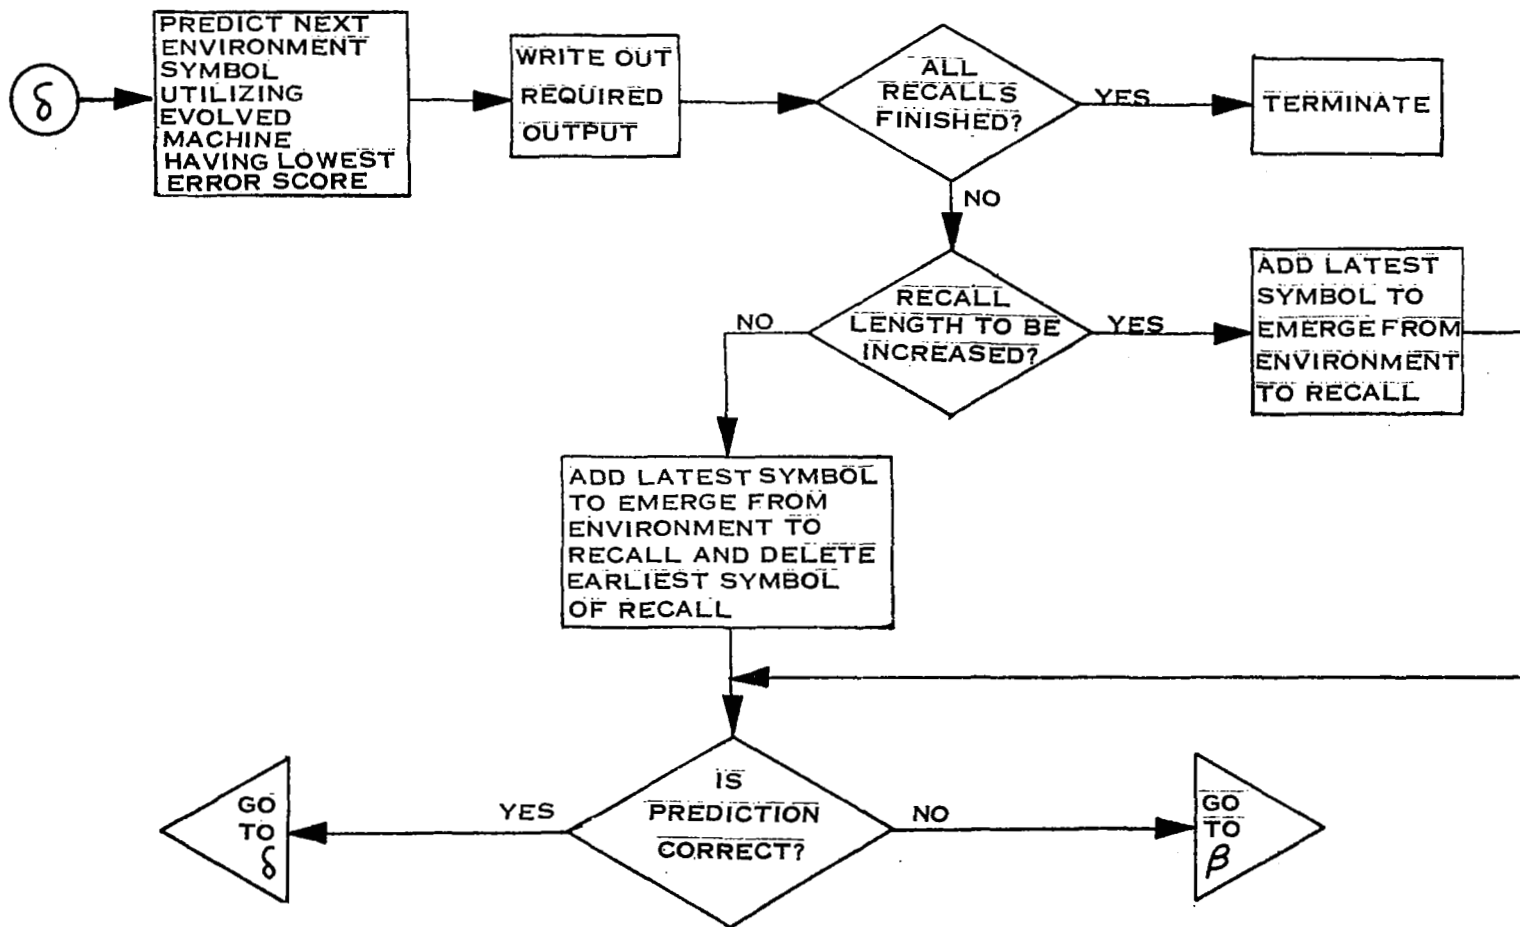 δ
PREDICT NEXT
ENVIRONMENT
SYMBOL
UTILIZING
EVOLVED
MACHINE
HAVING LOWEST
ERROR SCORE
WRITE OUT
REQUIRED
OUTPUT
ALL
RECALLS
FINISHED?
YES
TERMINATE
NO
RECALL
LENGTH TO BE
INCREASED?
NO
YES
ADD LATEST
SYMBOL TO
EMERGE FROM
ENVIRONMENT
TO RECALL
ADD LATEST SYMBOL
TO EMERGE FROM
ENVIRONMENT TO
RECALL AND DELETE
EARLIEST SYMBOL
OF RECALL
IS
PREDICTION
CORRECT?
YES
GO
TO
δ
NO
GO
TO
β